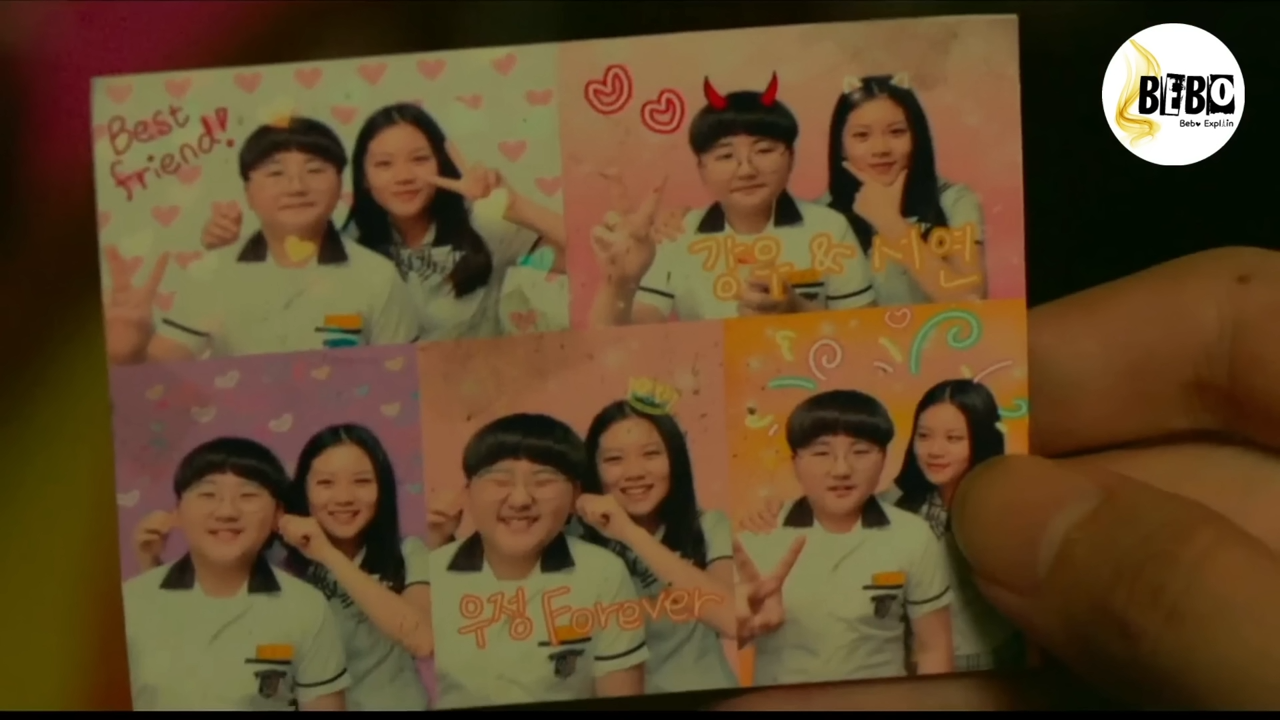 Best
friend!
강우 & 서연
우정 Forever
BEBO
Bebo Explain